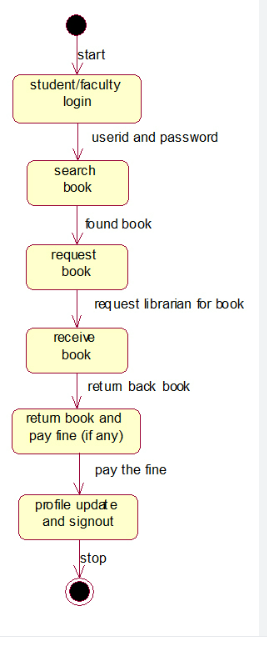 start
student/faculty
login
userid and password
search
book
found book
request
book
request librarian for book
receive
book
return back book
return book and
pay fine (if any)
pay the fine
profile update
and signout
stop